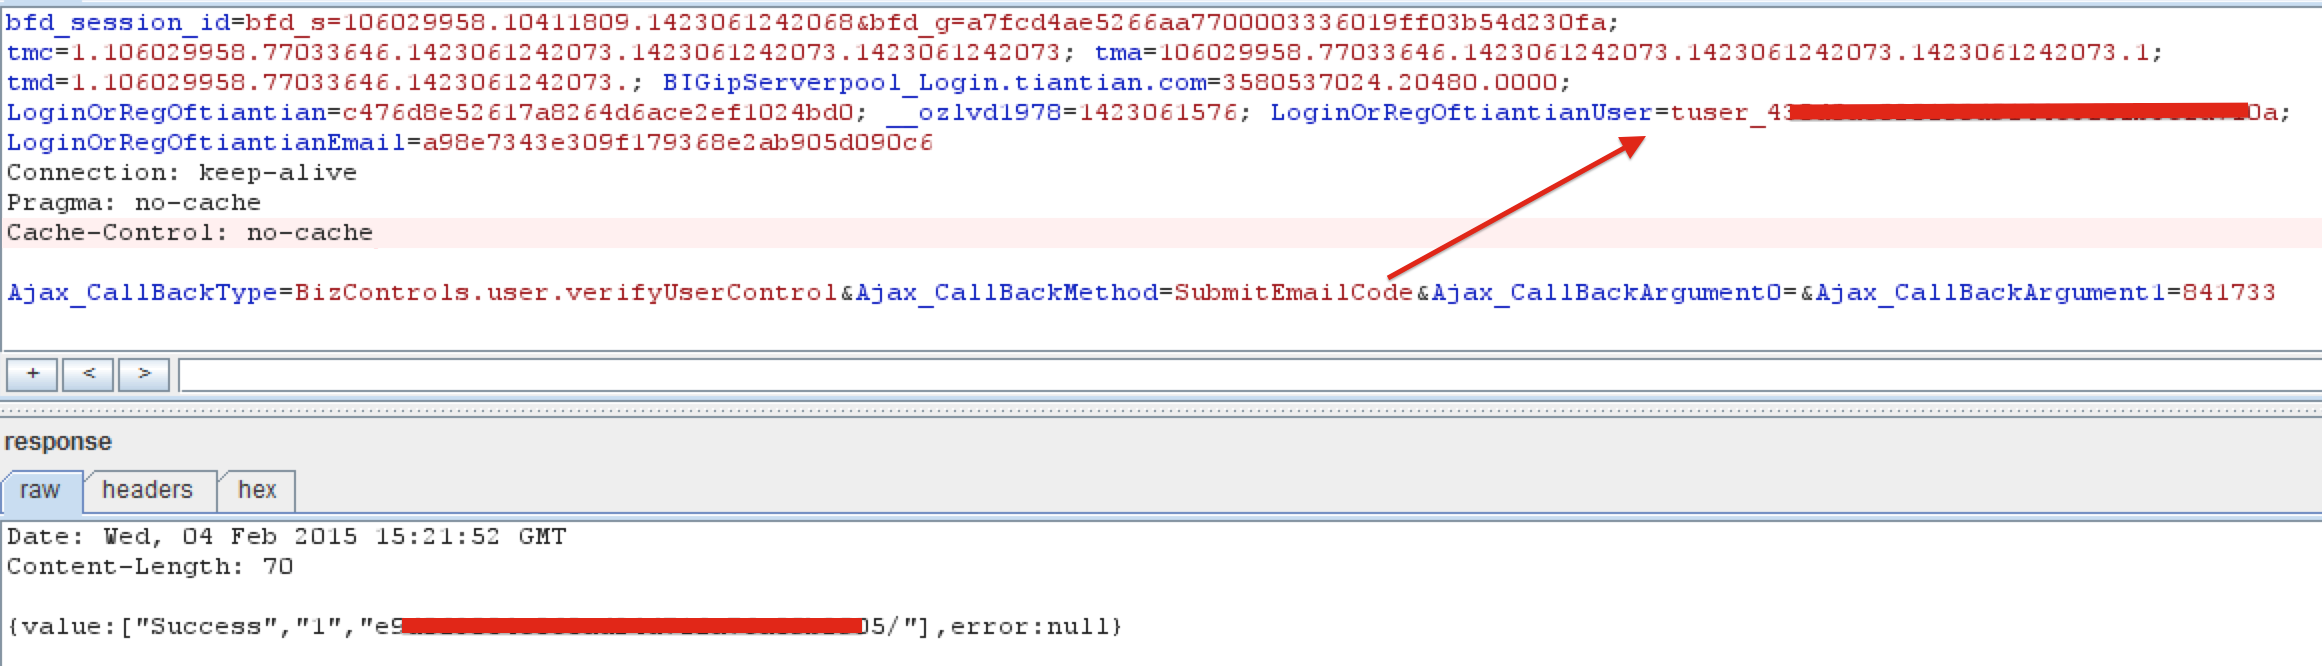 bfd_session_id=bfd_s=106029958.10411809.1423061242068&bfd_g=a7fcd4ae5266aa7700003336019ff03b54d230fa;
tmc=1.106029958.77033646.1423061242073.1423061242073.1423061242073; tma=106029958.77033646.1423061242073.1423061242073.1423061242073.1;
tmd=1.106029958.77033646.1423061242073.; BIGipServerpool_Login.tiantian.com=3580537024.20480.0000;
LoginOrRegOftiantian=c476d8e52617a8264d6ace2ef1024bd0; __ozlvd1978=1423061576; LoginOrRegOftiantianUser=tuser_43 0a;
LoginOrRegOftiantianEmail=a98e7343e309f179368e2ab905d090c6
Connection: keep-alive
Pragma: no-cache
Cache-Control: no-cache
Ajax_CallBackType=BizControls.user.verifyUserControl&Ajax_CallBackMethod=SubmitEmailCode&Ajax_CallBackArgument0=&Ajax_CallBackArgument1=841733
+ < >
response
raw headers hex
Date: Wed, 04 Feb 2015 15:21:52 GMT
Content-Length: 70
{value:["Success","1","e9 05/"],error:null}